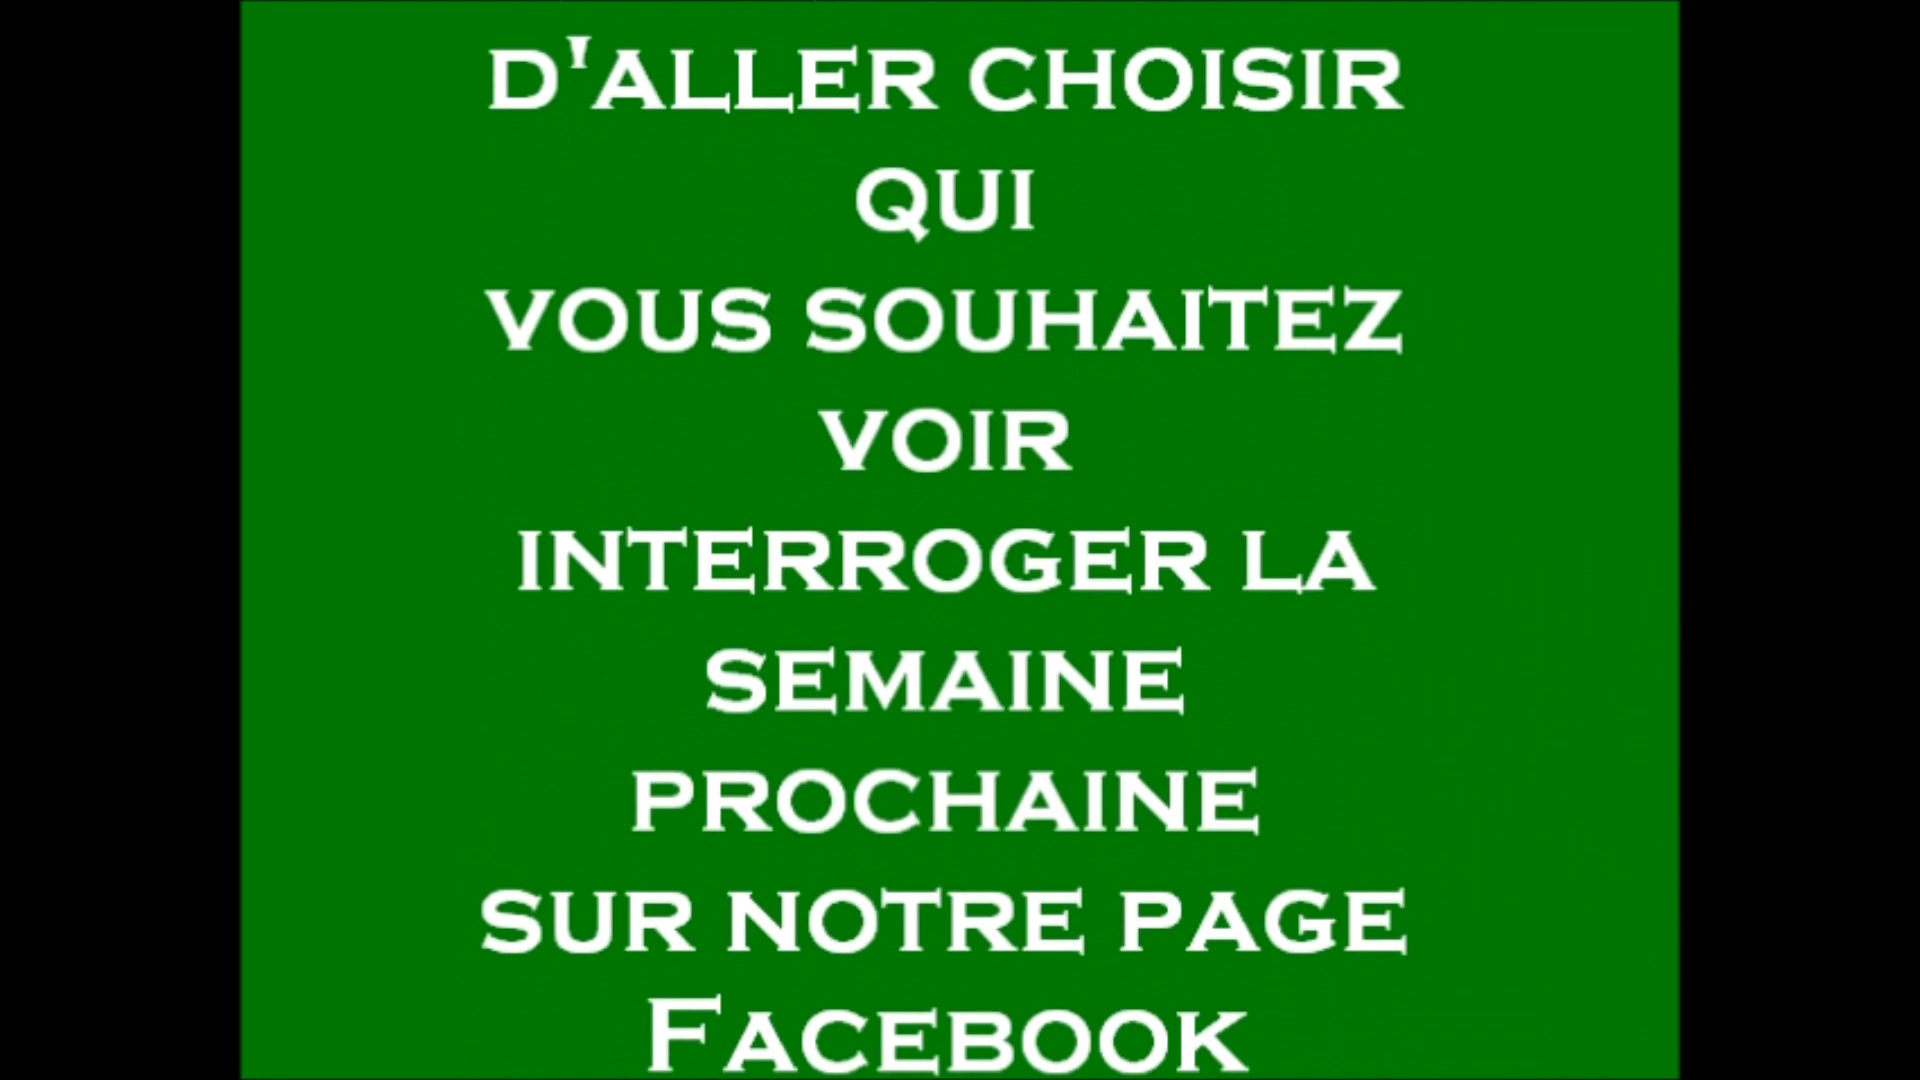 D'ALLER CHOISIR
QUI
VOUS SOUHAITEZ
VOIR
INTERROGER LA
SEMAINE
PROCHAINE
SUR NOTRE PAGE
FACEBOOK